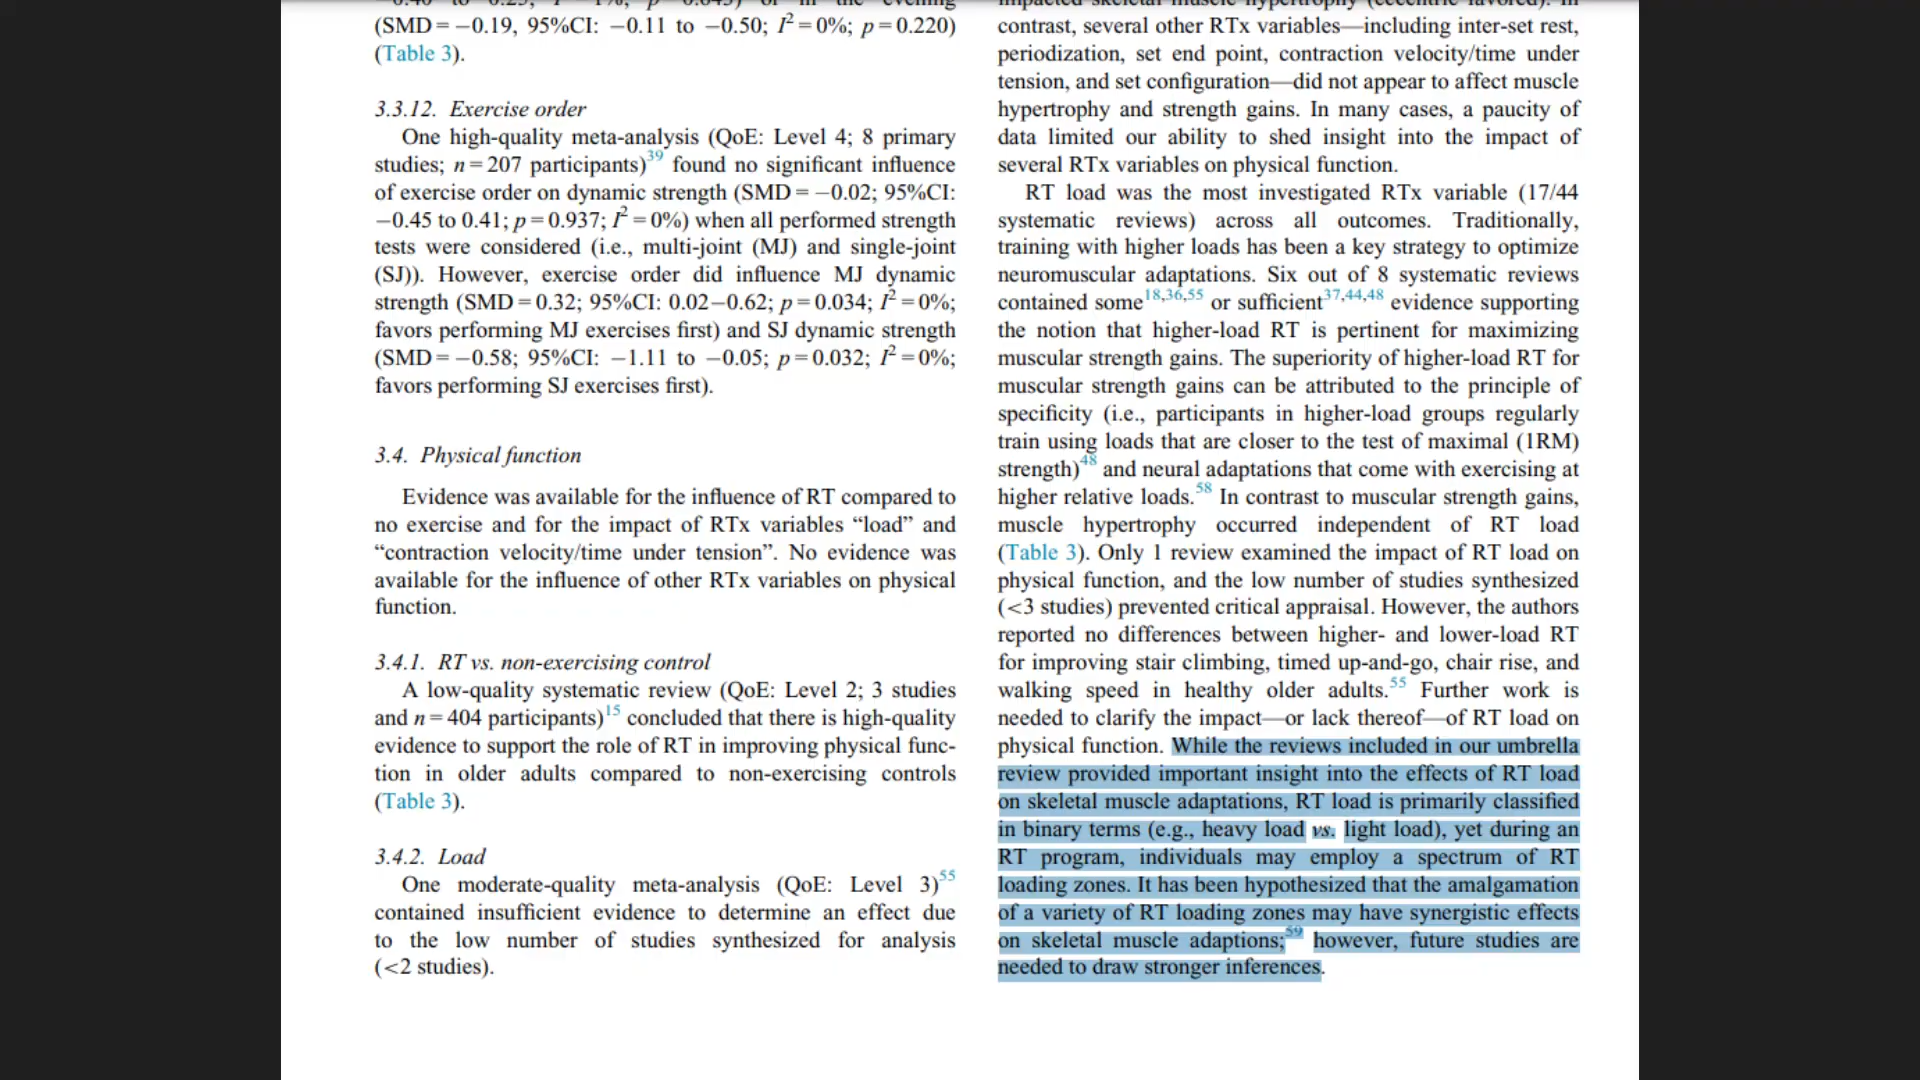 (SMD = −0.19, 95%CI: −0.11 to −0.50; I² = 0%; p = 0.220)
(Table 3).
3.3.12. Exercise order
One high-quality meta-analysis (QoE: Level 4; 8 primary
studies; n = 207 participants)39 found no significant influence
of exercise order on dynamic strength (SMD = −0.02; 95%CI:
−0.45 to 0.41; p = 0.937; I² = 0%) when all performed strength
tests were considered (i.e., multi-joint (MJ) and single-joint
(SJ)). However, exercise order did influence MJ dynamic
strength (SMD = 0.32; 95%CI: 0.02−0.62; p = 0.034; I² = 0%;
favors performing MJ exercises first) and SJ dynamic strength
(SMD = −0.58; 95%CI: −1.11 to −0.05; p = 0.032; I² = 0%;
favors performing SJ exercises first).
3.4. Physical function
Evidence was available for the influence of RT compared to
no exercise and for the impact of RTx variables “load” and
“contraction velocity/time under tension”. No evidence was
available for the influence of other RTx variables on physical
function.
3.4.1. RT vs. non-exercising control
A low-quality systematic review (QoE: Level 2; 3 studies
and n = 404 participants)15 concluded that there is high-quality
evidence to support the role of RT in improving physical func-
tion in older adults compared to non-exercising controls
(Table 3).
3.4.2. Load
One moderate-quality meta-analysis (QoE: Level 3)55
contained insufficient evidence to determine an effect due
to the low number of studies synthesized for analysis
(<2 studies).
impacted skeletal muscle hypertrophy (eccentric favored). In
contrast, several other RTx variables—including inter-set rest,
periodization, set end point, contraction velocity/time under
tension, and set configuration—did not appear to affect muscle
hypertrophy and strength gains. In many cases, a paucity of
data limited our ability to shed insight into the impact of
several RTx variables on physical function.
RT load was the most investigated RTx variable (17/44
systematic reviews) across all outcomes. Traditionally,
training with higher loads has been a key strategy to optimize
neuromuscular adaptations. Six out of 8 systematic reviews
contained some18,36,55 or sufficient37,44,48 evidence supporting
the notion that higher-load RT is pertinent for maximizing
muscular strength gains. The superiority of higher-load RT for
muscular strength gains can be attributed to the principle of
specificity (i.e., participants in higher-load groups regularly
train using loads that are closer to the test of maximal (1RM)
strength)48 and neural adaptations that come with exercising at
higher relative loads.58 In contrast to muscular strength gains,
muscle hypertrophy occurred independent of RT load
(Table 3). Only 1 review examined the impact of RT load on
physical function, and the low number of studies synthesized
(<3 studies) prevented critical appraisal. However, the authors
reported no differences between higher- and lower-load RT
for improving stair climbing, timed up-and-go, chair rise, and
walking speed in healthy older adults.55 Further work is
needed to clarify the impact—or lack thereof—of RT load on
physical function. While the reviews included in our umbrella
review provided important insight into the effects of RT load
on skeletal muscle adaptations, RT load is primarily classified
in binary terms (e.g., heavy load vs. light load), yet during an
RT program, individuals may employ a spectrum of RT
loading zones. It has been hypothesized that the amalgamation
of a variety of RT loading zones may have synergistic effects
on skeletal muscle adaptions;59 however, future studies are
needed to draw stronger inferences.